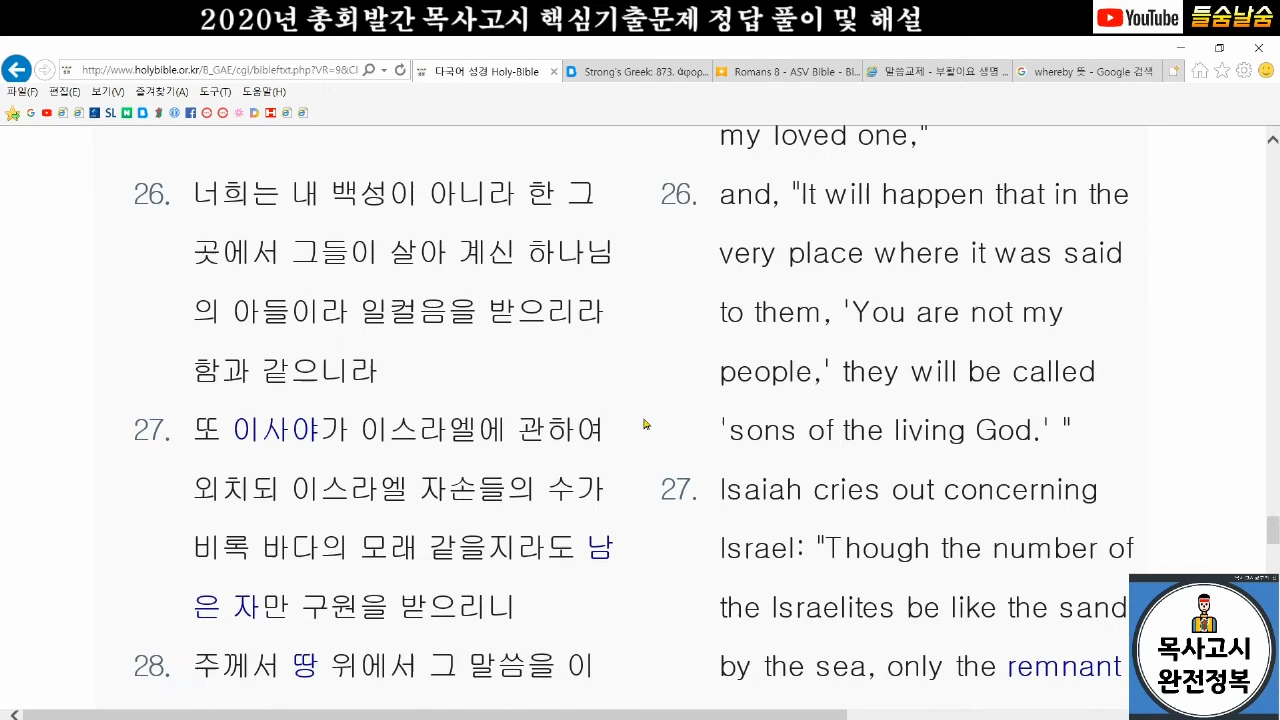 2020년 총회발간 목사고시 핵심기출문제 정답 풀이 및 해설
YouTube 들숨날숨
http://www.holybible.or.kr/B_GAE/cgi/bibleftxt.php?VR=9&CI
다국어 성경 Holy-Bible
Strong's Greek: 873. ἀφορ...
Romans 8 - ASV Bible - Bl...
말씀교제 - 부활이요 생명 ...
whereby 뜻 - Google 검색
파일(F) 편집(E) 보기(V) 즐겨찾기(A) 도구(T) 도움말(H)
my loved one,"
26. 너희는 내 백성이 아니라 한 그
곳에서 그들이 살아 계신 하나님
의 아들이라 일컬음을 받으리라
함과 같으니라
27. 또 이사야가 이스라엘에 관하여
외치되 이스라엘 자손들의 수가
비록 바다의 모래 같을지라도 남
은 자만 구원을 받으리니
28. 주께서 땅 위에서 그 말씀을 이
26. and, "It will happen that in the
very place where it was said
to them, 'You are not my
people,' they will be called
'sons of the living God.' "
27. Isaiah cries out concerning
Israel: "Though the number of
the Israelites be like the sand
by the sea, only the remnant
목사고시
완전정복